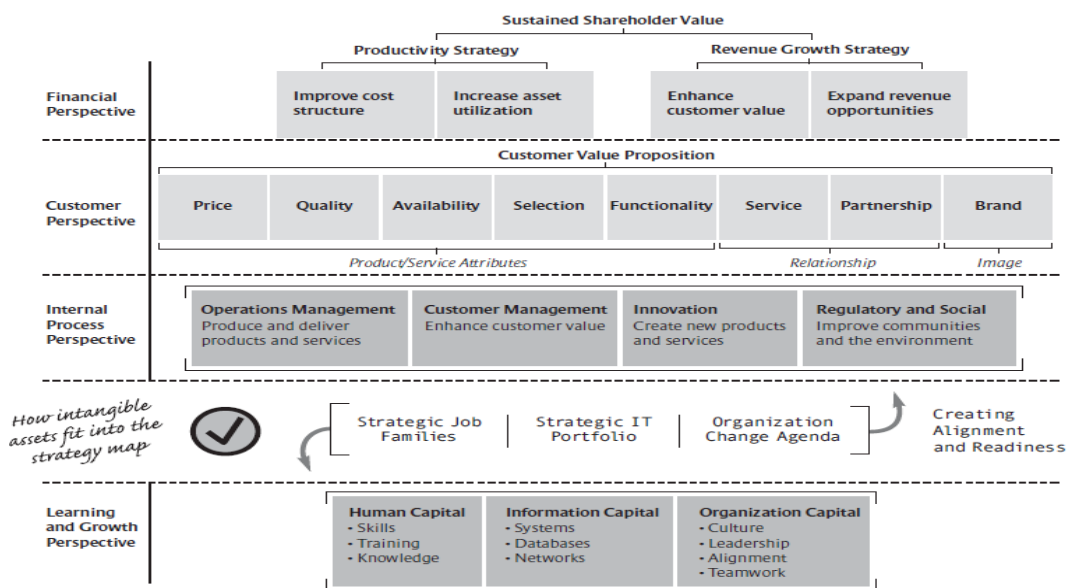 Sustained Shareholder Value
Productivity Strategy
Revenue Growth Strategy
Financial
Perspective
Improve cost
structure
Increase asset
utilization
Enhance
customer value
Expand revenue
opportunities
Customer Value Proposition
Customer
Perspective
Price
Quality
Availability
Selection
Functionality
Service
Partnership
Brand
Product/Service Attributes
Relationship
Image
Internal
Process
Perspective
Operations Management
Produce and deliver
products and services
Customer Management
Enhance customer value
Innovation
Create new products
and services
Regulatory and Social
Improve communities
and the environment
How intangible
assets fit into the
strategy map
Strategic Job
Families
Strategic IT
Portfolio
Organization
Change Agenda
Creating
Alignment
and Readiness
Learning
and Growth
Perspective
Human Capital
• Skills
• Training
• Knowledge
Information Capital
• Systems
• Databases
• Networks
Organization Capital
• Culture
• Leadership
• Alignment
• Teamwork